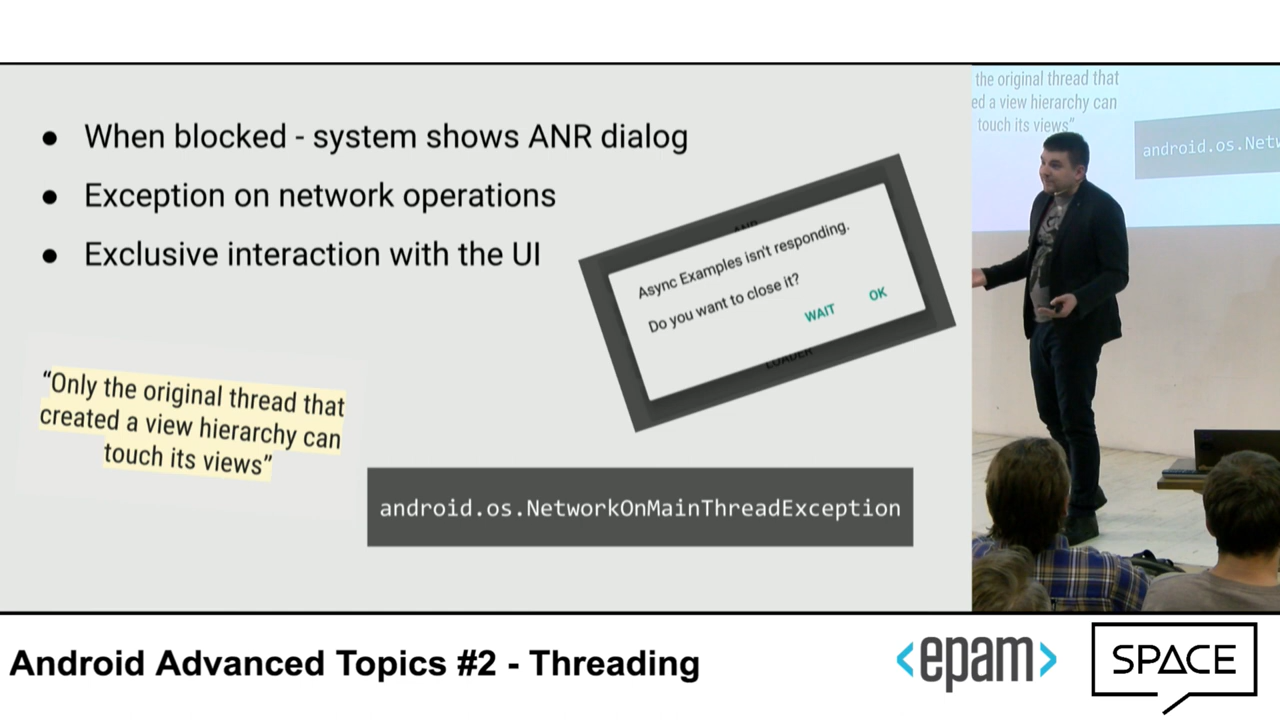 ● When blocked - system shows ANR dialog
● Exception on network operations
● Exclusive interaction with the UI
Async Examples isn't responding.
Do you want to close it?
WAIT OK
LOADER
“Only the original thread that
created a view hierarchy can
touch its views”
android.os.NetworkOnMainThreadException
the original thread that
ed a view hierarchy can
touch its views”
android.os.Netw
Android Advanced Topics #2 - Threading
<epam>
SPACE